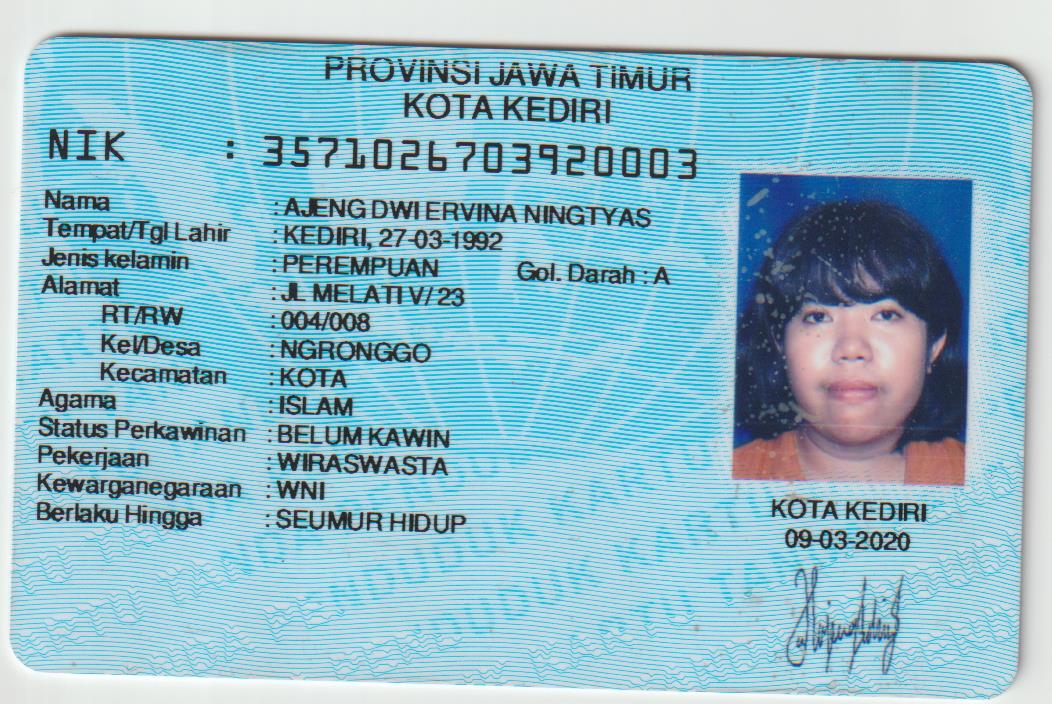 PROVINSI JAWA TIMUR
KOTA KEDIRI
NIK : 3571026703920003
Nama : AJENG DWI ERVINA NINGTYAS
Tempat/Tgl Lahir : KEDIRI, 27-03-1992
Jenis kelamin : PEREMPUAN Gol. Darah : A
Alamat : JL MELATI V/ 23
RT/RW : 004/008
Kel/Desa : NGRONGGO
Kecamatan : KOTA
Agama : ISLAM
Status Perkawinan : BELUM KAWIN
Pekerjaan : WIRASWASTA
Kewarganegaraan : WNI
Berlaku Hingga : SEUMUR HIDUP
KOTA KEDIRI
09-03-2020